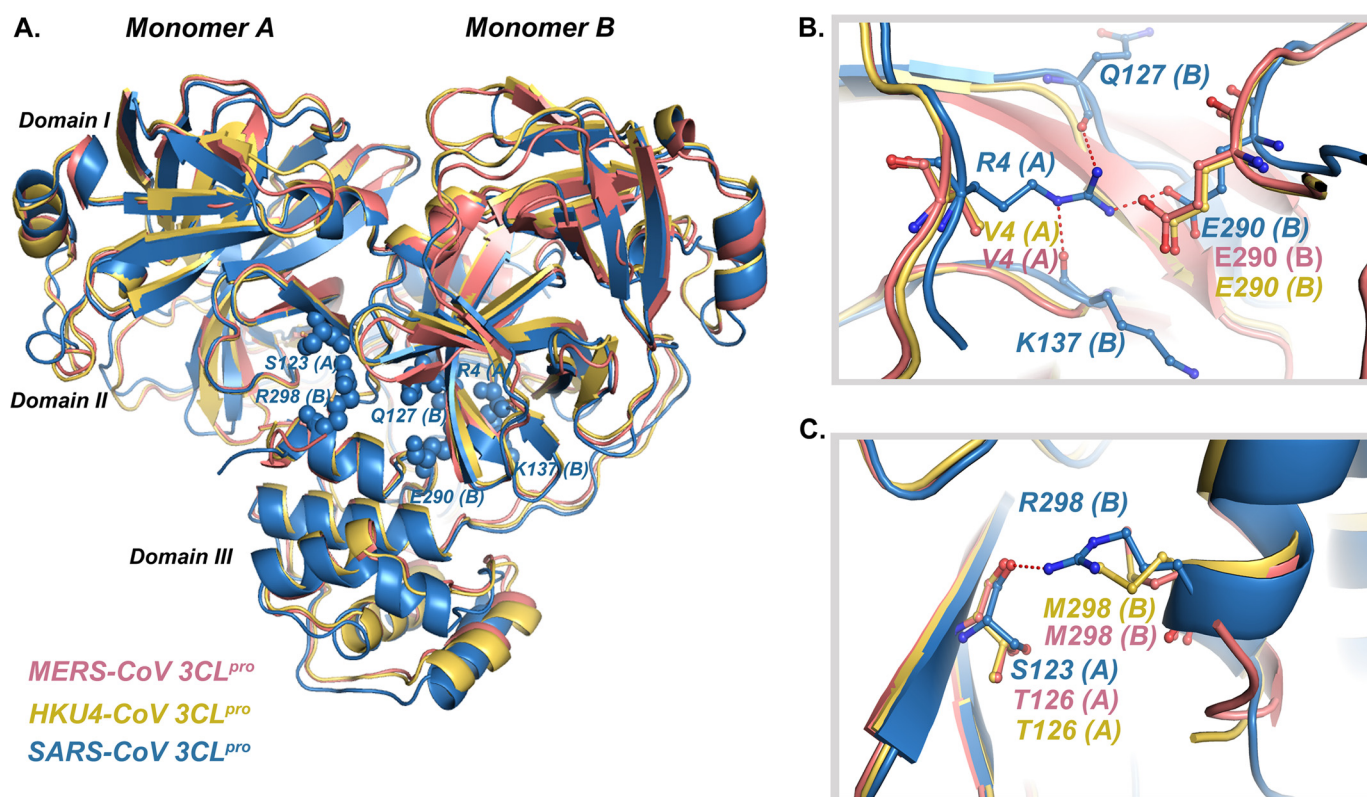 A.
Monomer A
Monomer B
Domain I
S123 (A)
R298 (B)
R4 (A)
Q127 (B)
K137 (B)
E290 (B)
Domain II
Domain III
MERS-CoV 3CLpro
HKU4-CoV 3CLpro
SARS-CoV 3CLpro
B.
Q127 (B)
R4 (A)
V4 (A)
V4 (A)
E290 (B)
E290 (B)
E290 (B)
K137 (B)
C.
R298 (B)
M298 (B)
M298 (B)
S123 (A)
T126 (A)
T126 (A)